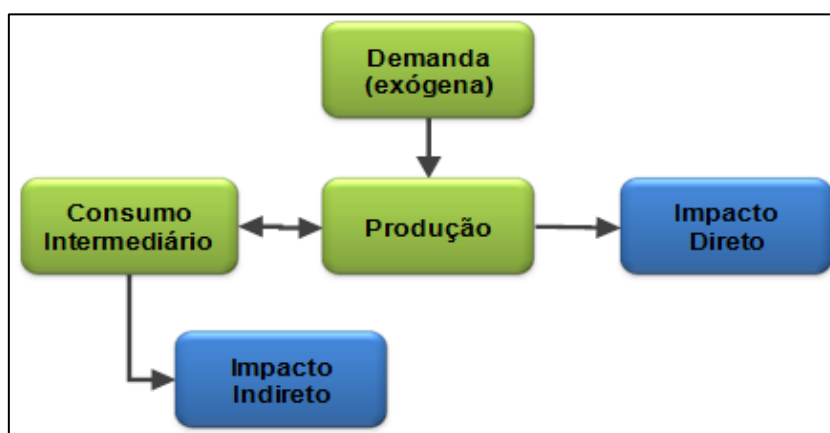 Demanda
(exógena)
Consumo
Intermediário
Produção
Impacto
Direto
Impacto
Indireto